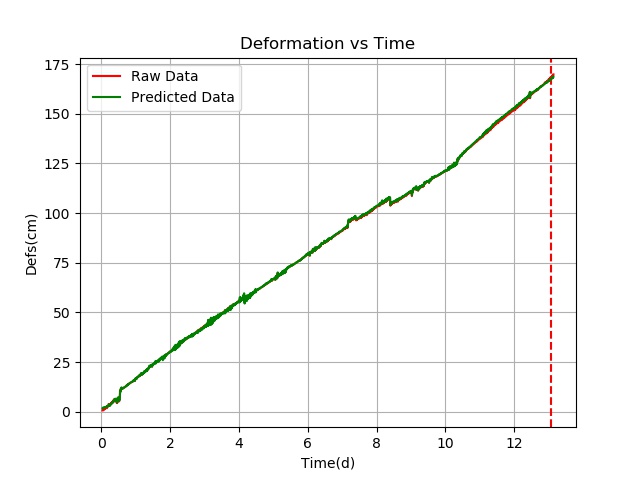 Deformation vs Time
Raw Data
Predicted Data
Defs(cm)
175
150
125
100
75
50
25
0
0 2 4 6 8 10 12
Time(d)